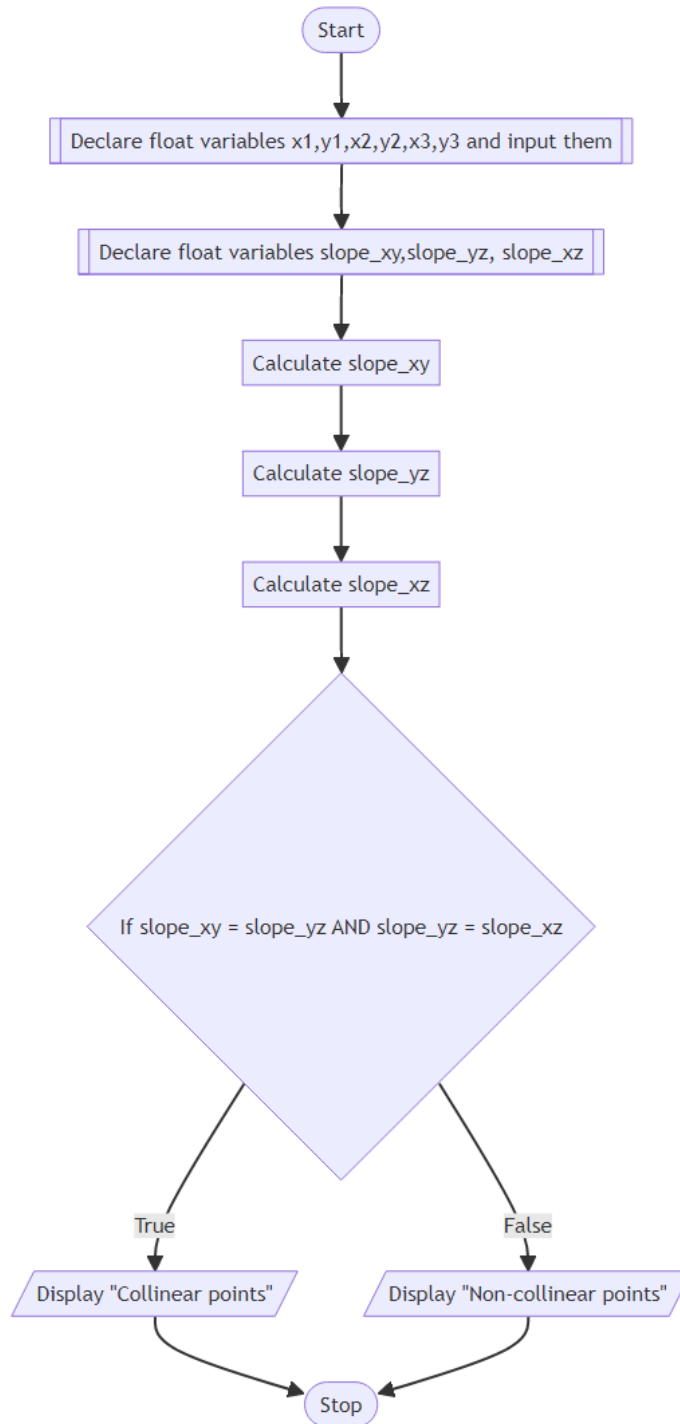 Start
Declare float variables x1,y1,x2,y2,x3,y3 and input them
Declare float variables slope_xy,slope_yz, slope_xz
Calculate slope_xy
Calculate slope_yz
Calculate slope_xz
If slope_xy = slope_yz AND slope_yz = slope_xz
True
False
Display "Collinear points"
Display "Non-collinear points"
Stop